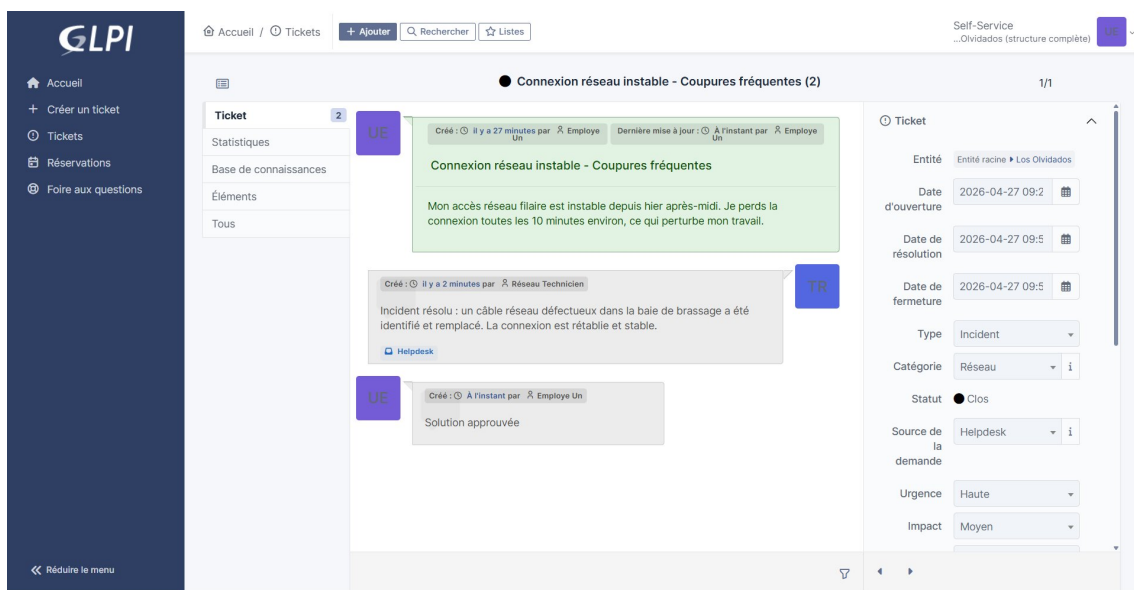 GLPI
Accueil / Tickets
+ Ajouter
Rechercher
Listes
Self-Service
...Olvidados (structure complète)
UE
Accueil
+ Créer un ticket
Tickets
Réservations
Foire aux questions
Réduire le menu
Connexion réseau instable - Coupures fréquentes (2)
1/1
Ticket 2
Statistiques
Base de connaissances
Éléments
Tous
UE
Créé : il y a 27 minutes par Employe Un
Dernière mise à jour : À l'instant par Employe Un
Connexion réseau instable - Coupures fréquentes
Mon accès réseau filaire est instable depuis hier après-midi. Je perds la
connexion toutes les 10 minutes environ, ce qui perturbe mon travail.
Créé : il y a 2 minutes par Réseau Technicien
TR
Incident résolu : un câble réseau défectueux dans la baie de brassage a été
identifié et remplacé. La connexion est rétablie et stable.
Helpdesk
UE
Créé : À l'instant par Employe Un
Solution approuvée
Ticket
Entité Entité racine Los Olvidados
Date d'ouverture 2026-04-27 09:2
Date de résolution 2026-04-27 09:5
Date de fermeture 2026-04-27 09:5
Type Incident
Catégorie Réseau i
Statut Clos
Source de la demande Helpdesk i
Urgence Haute
Impact Moyen